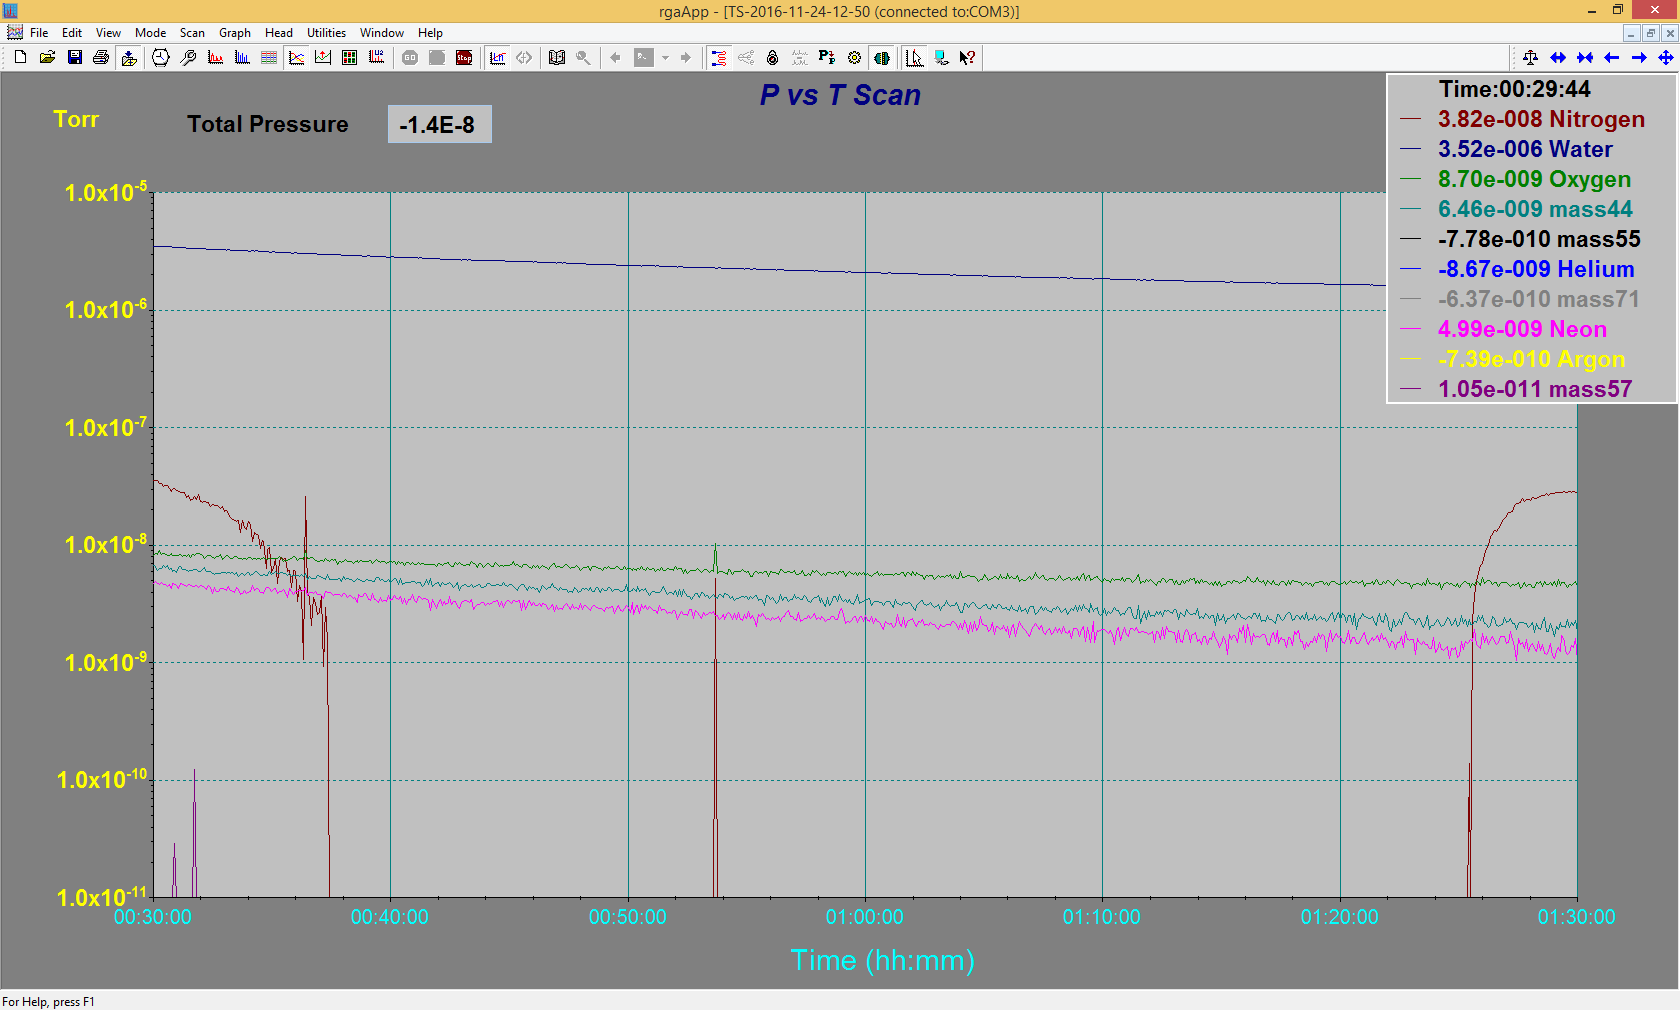 rgaApp - [TS-2016-11-24-12-50 (connected to:COM3)]
File Edit View Mode Scan Graph Head Utilities Window Help
GO Stop
P vs T Scan
Torr
Total Pressure -1.4E-8
Time:00:29:44
3.82e-008 Nitrogen
3.52e-006 Water
8.70e-009 Oxygen
6.46e-009 mass44
-7.78e-010 mass55
-8.67e-009 Helium
-6.37e-010 mass71
4.99e-009 Neon
-7.39e-010 Argon
1.05e-011 mass57
1.0x10-5
1.0x10-6
1.0x10-7
1.0x10-8
1.0x10-9
1.0x10-10
1.0x10-11
00:30:00 00:40:00 00:50:00 01:00:00 01:10:00 01:20:00 01:30:00
Time (hh:mm)
For Help, press F1